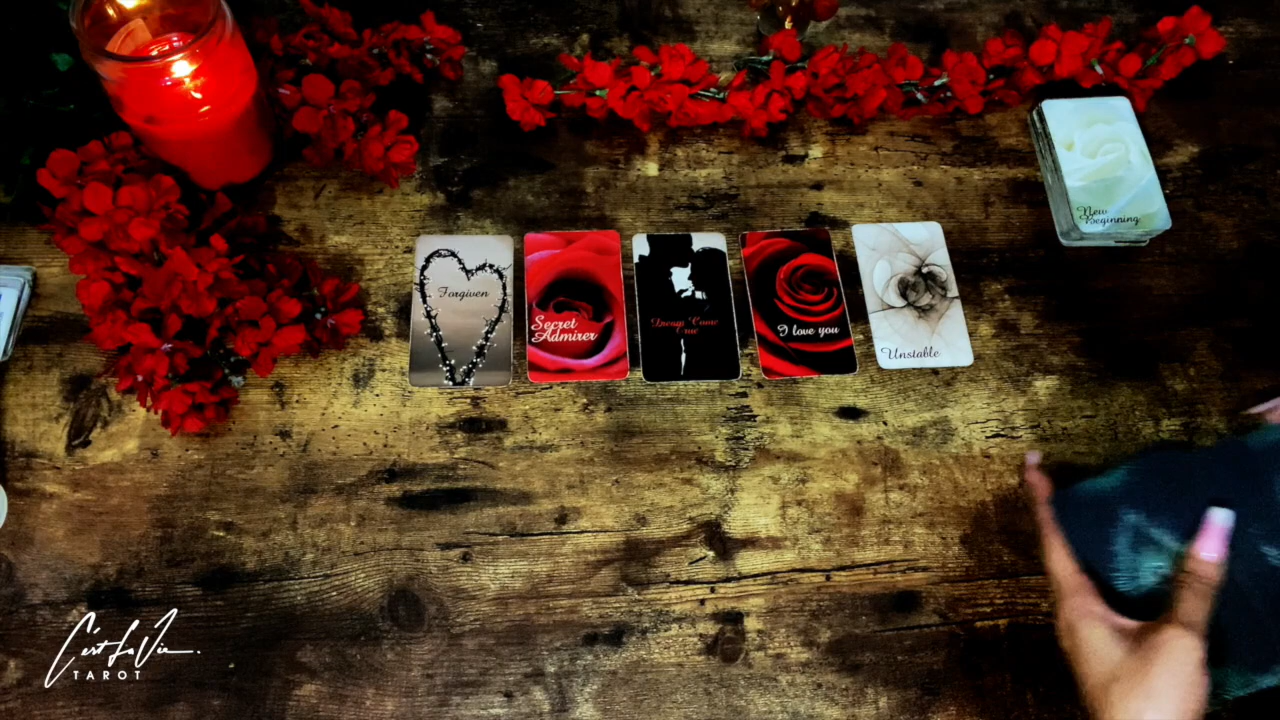 New
Beginning
Forgiven
Secret
Admirer
Dream Come
True
I love you
Unstable
C'est La Vie.
TAROT